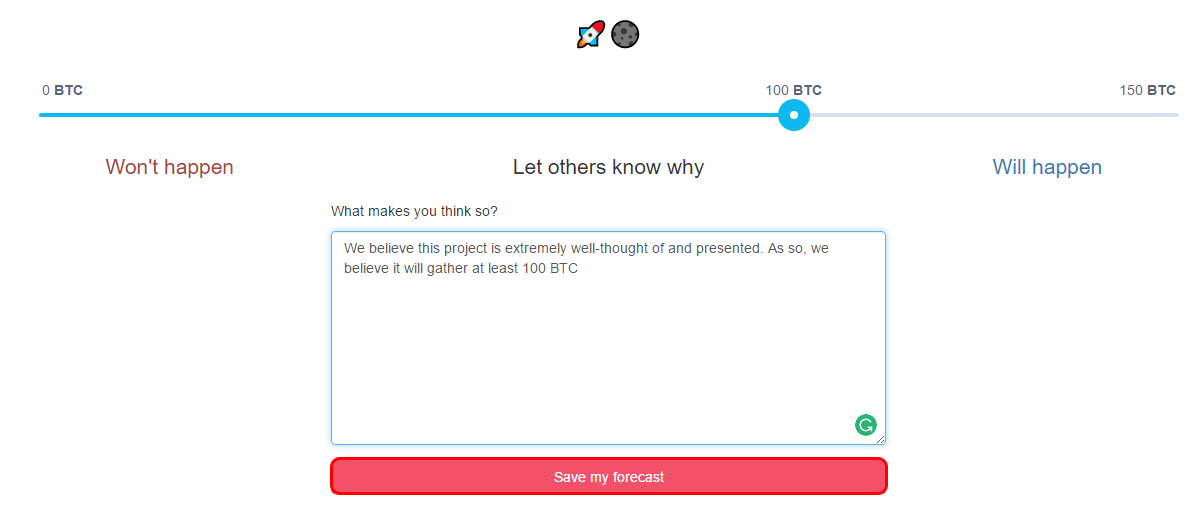 0 BTC 100 BTC 150 BTC
Won't happen Let others know why Will happen
What makes you think so?
We believe this project is extremely well-thought of and presented. As so, we
believe it will gather at least 100 BTC
Save my forecast